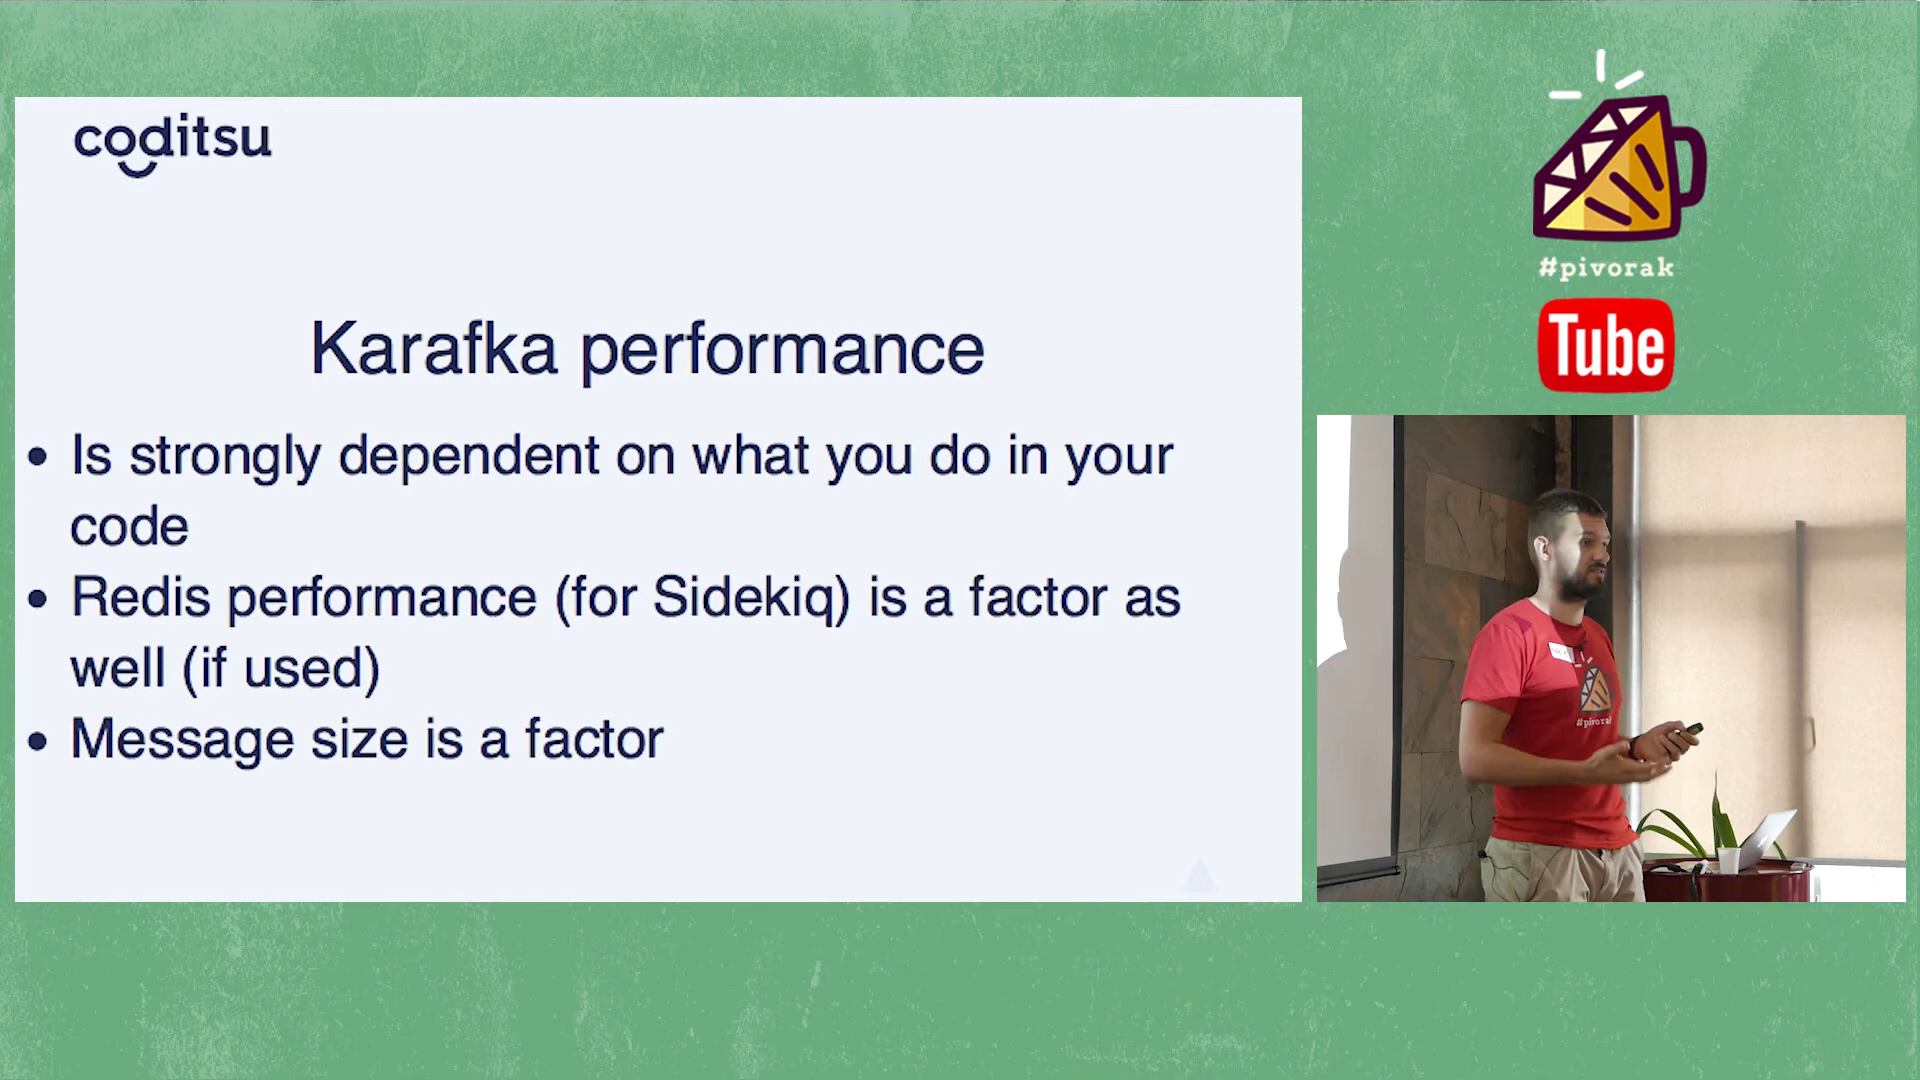 coditsu
Karafka performance
• Is strongly dependent on what you do in your
code
• Redis performance (for Sidekiq) is a factor as
well (if used)
• Message size is a factor
#pivorak
Tube
#pivorak